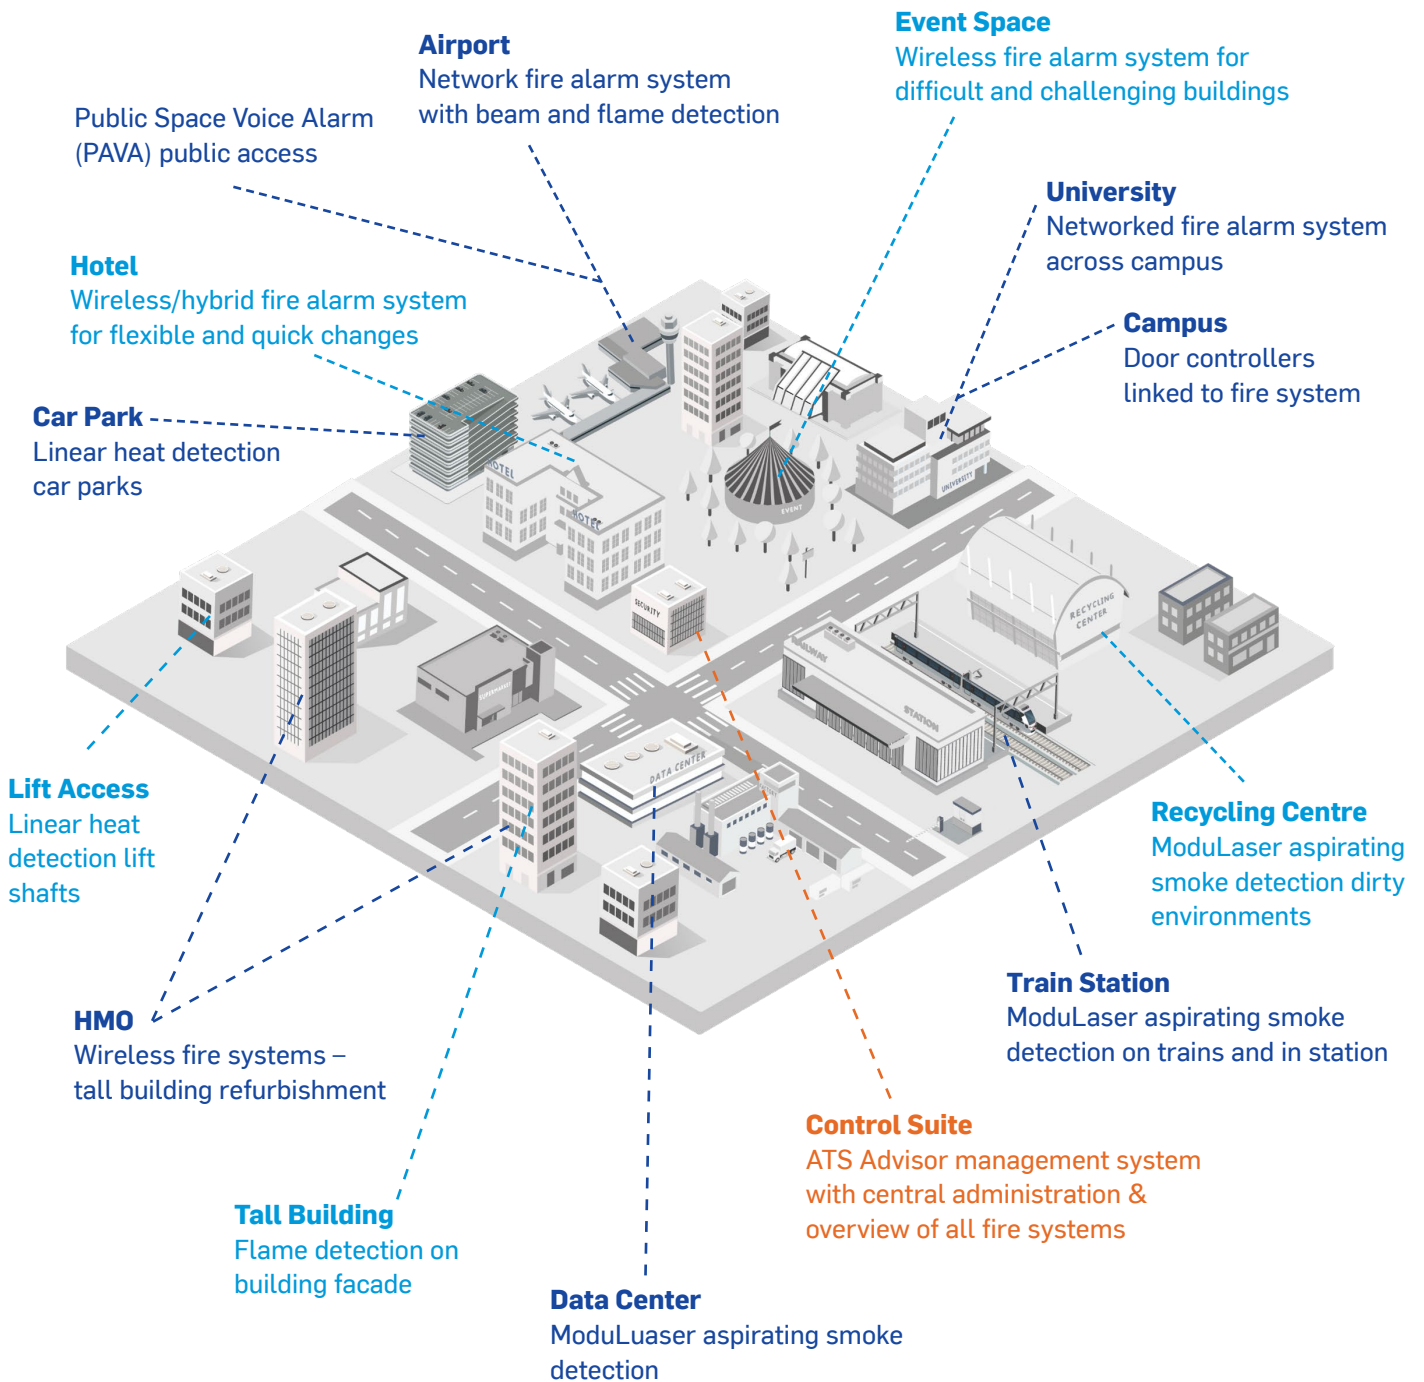 Event Space
Wireless fire alarm system for
difficult and challenging buildings
Airport
Network fire alarm system
with beam and flame detection
Public Space Voice Alarm
(PAVA) public access
University
Networked fire alarm system
across campus
Hotel
Wireless/hybrid fire alarm system
for flexible and quick changes
Campus
Door controllers
linked to fire system
Car Park
Linear heat detection
car parks
HOTEL
HOTEL
UNIVERSITY
EVENT
SECURITY
RECYCLING
CENTER
RAILWAY
STATION
SUPERMARKET
DATA CENTER
Lift Access
Linear heat
detection lift
shafts
Recycling Centre
ModuLaser aspirating
smoke detection dirty
environments
Train Station
ModuLaser aspirating smoke
detection on trains and in station
HMO
Wireless fire systems –
tall building refurbishment
Control Suite
ATS Advisor management system
with central administration &
overview of all fire systems
Tall Building
Flame detection on
building facade
Data Center
ModuLuaser aspirating smoke
detection